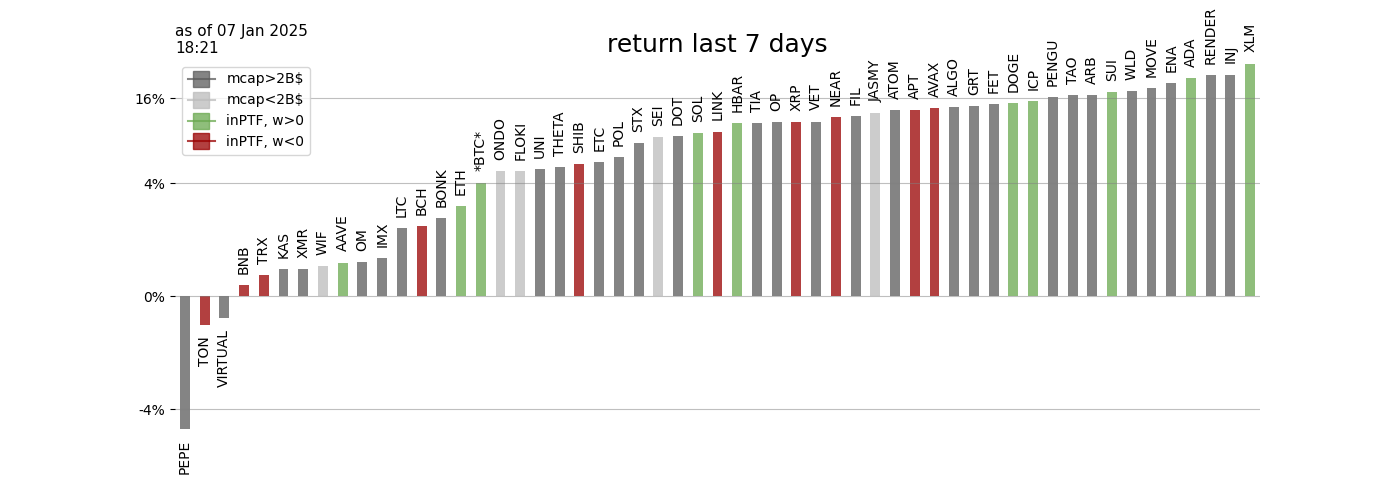 as of 07 Jan 2025
18:21
return last 7 days
mcap>2B$
mcap<2B$
inPTF, w>0
inPTF, w<0
16%
4%
0%
-4%
PEPE
TON
VIRTUAL
BNB
TRX
KAS
XMR
WIF
AAVE
OM
IMX
LTC
BCH
BONK
ETH
*BTC*
ONDO
FLOKI
UNI
THETA
SHIB
ETC
POL
STX
SEI
DOT
SOL
LINK
HBAR
TIA
OP
XRP
VET
NEAR
FIL
JASMY
ATOM
APT
AVAX
ALGO
GRT
FET
DOGE
ICP
PENGU
TAO
ARB
SUI
WLD
MOVE
ENA
ADA
RENDER
INJ
XLM